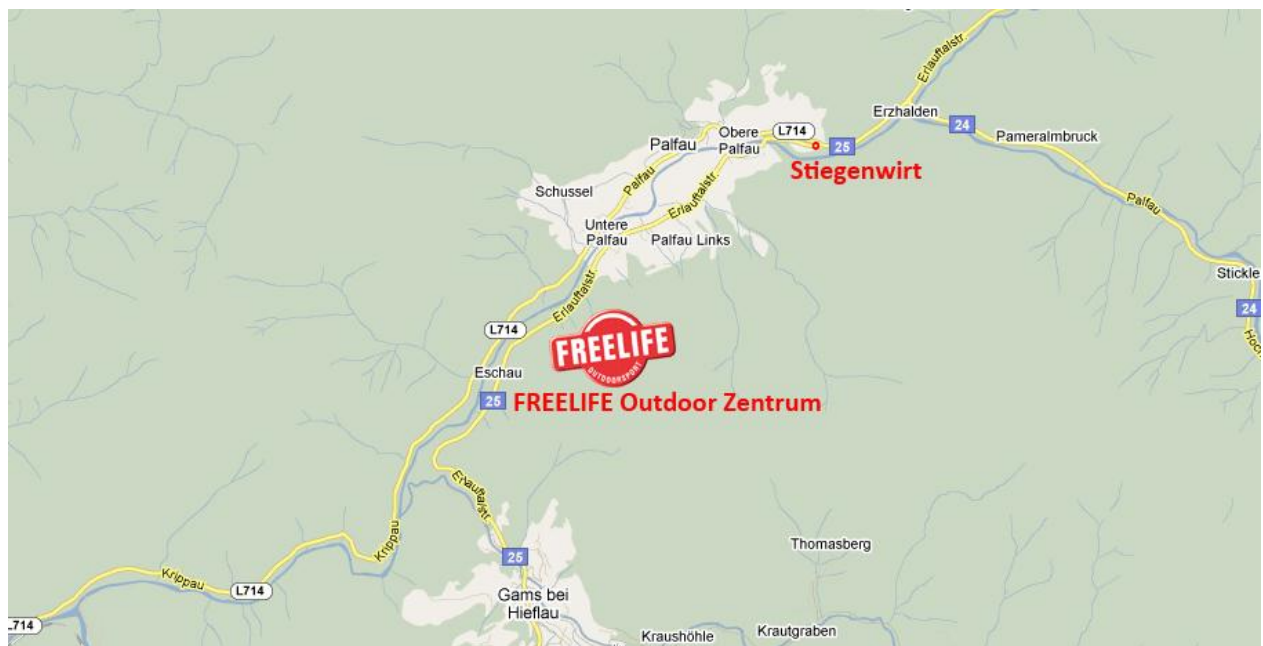 Erlauftalstr.
Erzhalden
24
Pameralmbruck
L714
Obere
Palfau
25
Palfau
Stiegenwirt
Schussel
Palfau
Erlauftalstr.
Palfau
Untere
Palfau
Palfau Links
Stickle
24
Hoch
Erlauftalstr.
L714
FREELIFE
OUTDOORSPORT
Eschau
25
FREELIFE Outdoor Zentrum
Erlauftalstr.
Krippau
25
Thomasberg
Krippau
L714
Gams bei
Hieflau
L714
Kraushöhle
Krautgraben